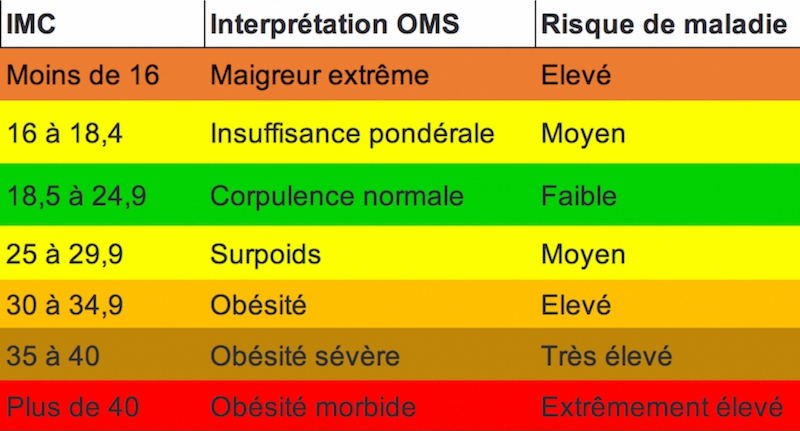 IMC Interprétation OMS Risque de maladie
Moins de 16 Maigreur extrême Elevé
16 à 18,4 Insuffisance pondérale Moyen
18,5 à 24,9 Corpulence normale Faible
25 à 29,9 Surpoids Moyen
30 à 34,9 Obésité Elevé
35 à 40 Obésité sévère Très élevé
Plus de 40 Obésité morbide Extrêmement élevé